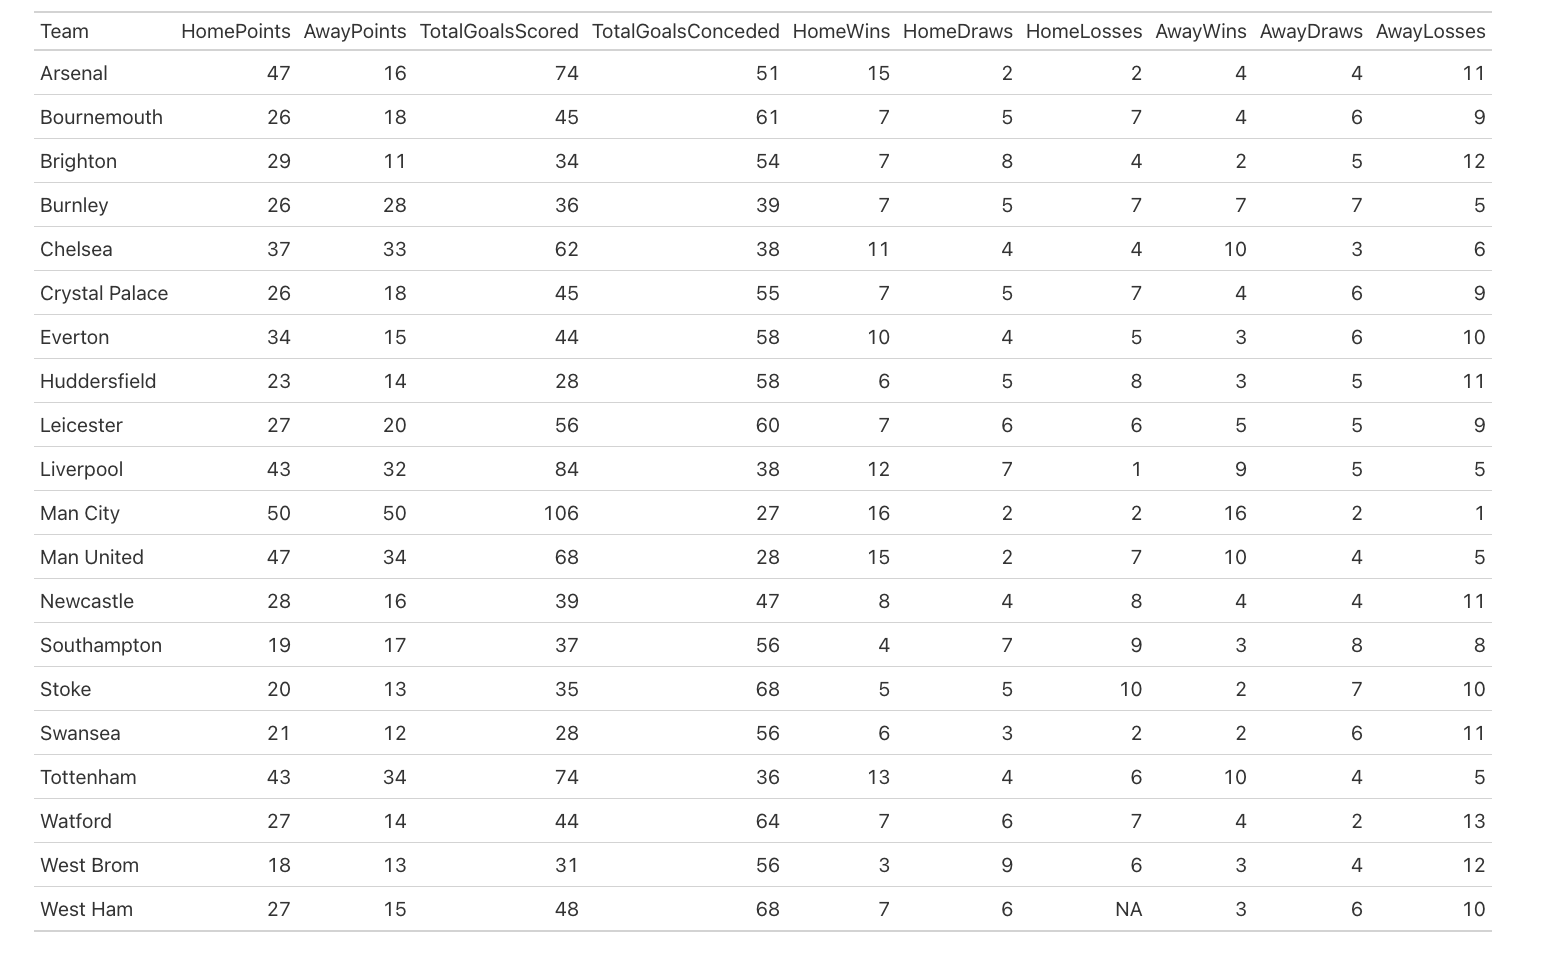 Team HomePoints AwayPoints TotalGoalsScored TotalGoalsConceded HomeWins HomeDraws HomeLosses AwayWins AwayDraws AwayLosses
Arsenal 47 16 74 51 15 2 2 4 4 11
Bournemouth 26 18 45 61 7 5 7 4 6 9
Brighton 29 11 34 54 7 8 4 2 5 12
Burnley 26 28 36 39 7 5 7 7 7 5
Chelsea 37 33 62 38 11 4 4 10 3 6
Crystal Palace 26 18 45 55 7 5 7 4 6 9
Everton 34 15 44 58 10 4 5 3 6 10
Huddersfield 23 14 28 58 6 5 8 3 5 11
Leicester 27 20 56 60 7 6 6 5 5 9
Liverpool 43 32 84 38 12 7 1 9 5 5
Man City 50 50 106 27 16 2 2 16 2 1
Man United 47 34 68 28 15 2 7 10 4 5
Newcastle 28 16 39 47 8 4 8 4 4 11
Southampton 19 17 37 56 4 7 9 3 8 8
Stoke 20 13 35 68 5 5 10 2 7 10
Swansea 21 12 28 56 6 3 2 2 6 11
Tottenham 43 34 74 36 13 4 6 10 4 5
Watford 27 14 44 64 7 6 7 4 2 13
West Brom 18 13 31 56 3 9 6 3 4 12
West Ham 27 15 48 68 7 6 NA 3 6 10